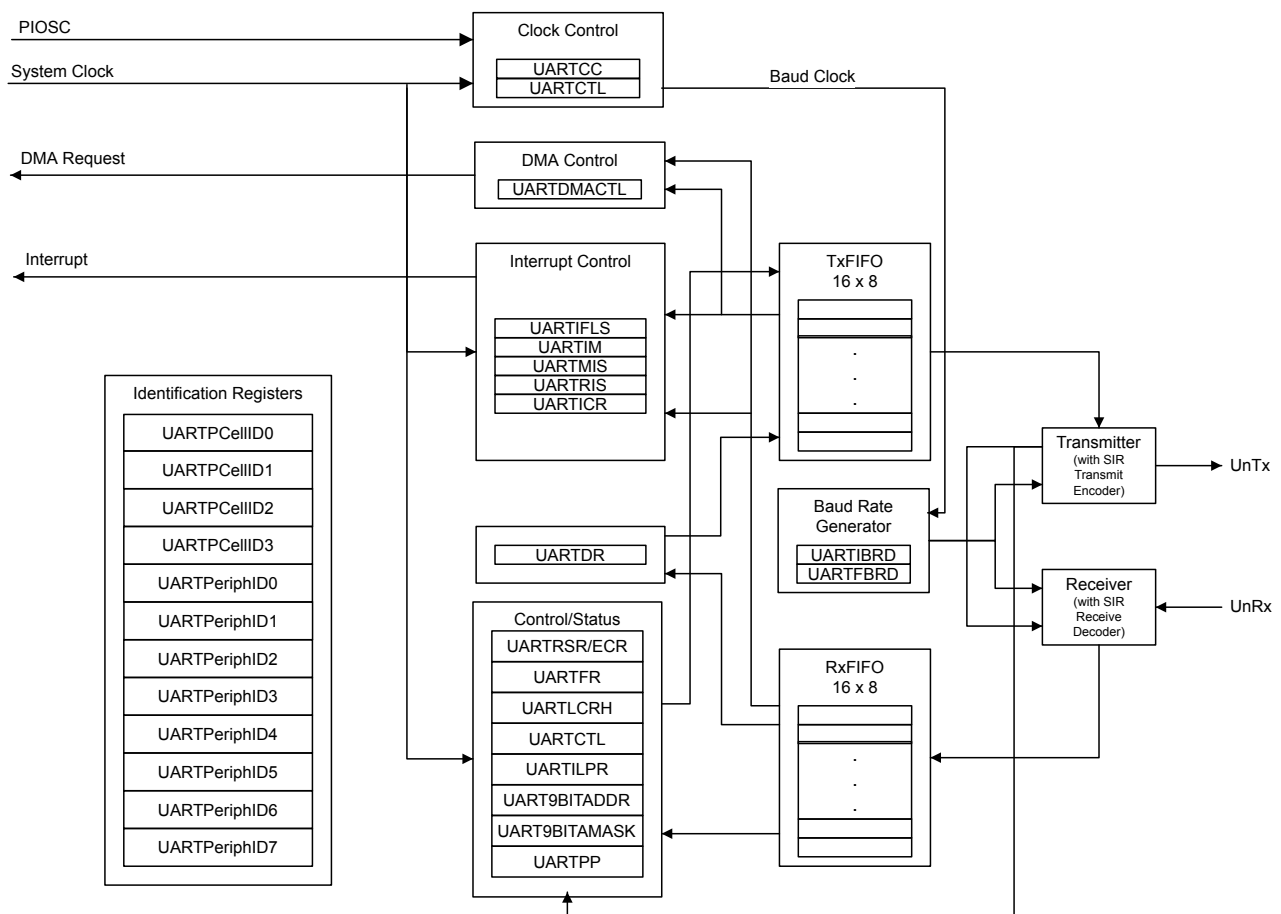 PIOSC
System Clock
Clock Control
UARTCC
UARTCTL
Baud Clock
DMA Request
DMA Control
UARTDMACTL
Interrupt
Interrupt Control
UARTIFLS
UARTIM
UARTMIS
UARTRIS
UARTICR
TxFIFO
16 x 8
.
.
.
Identification Registers
UARTPCellID0
UARTPCellID1
UARTPCellID2
UARTPCellID3
UARTPeriphID0
UARTPeriphID1
UARTPeriphID2
UARTPeriphID3
UARTPeriphID4
UARTPeriphID5
UARTPeriphID6
UARTPeriphID7
Transmitter
(with SIR
Transmit
Encoder)
UnTx
UARTDR
Baud Rate
Generator
UARTIBRD
UARTFBRD
Receiver
(with SIR
Receive
Decoder)
UnRx
Control/Status
UARTRSR/ECR
UARTFR
UARTLCRH
UARTCTL
UARTILPR
UART9BITADDR
UART9BITAMASK
UARTPP
RxFIFO
16 x 8
.
.
.